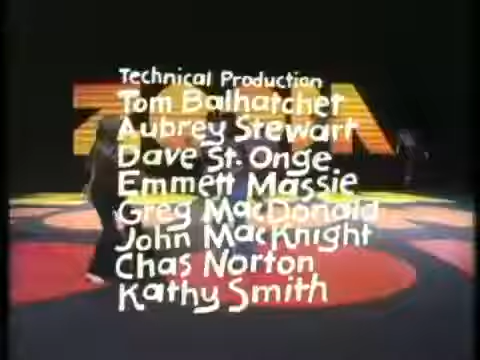 Technical Production
Tom Balhatchet
Aubrey Stewart
Dave St. Onge
Emmett Massie
Greg MacDonald
John MacKnight
Chas Norton
Kathy Smith